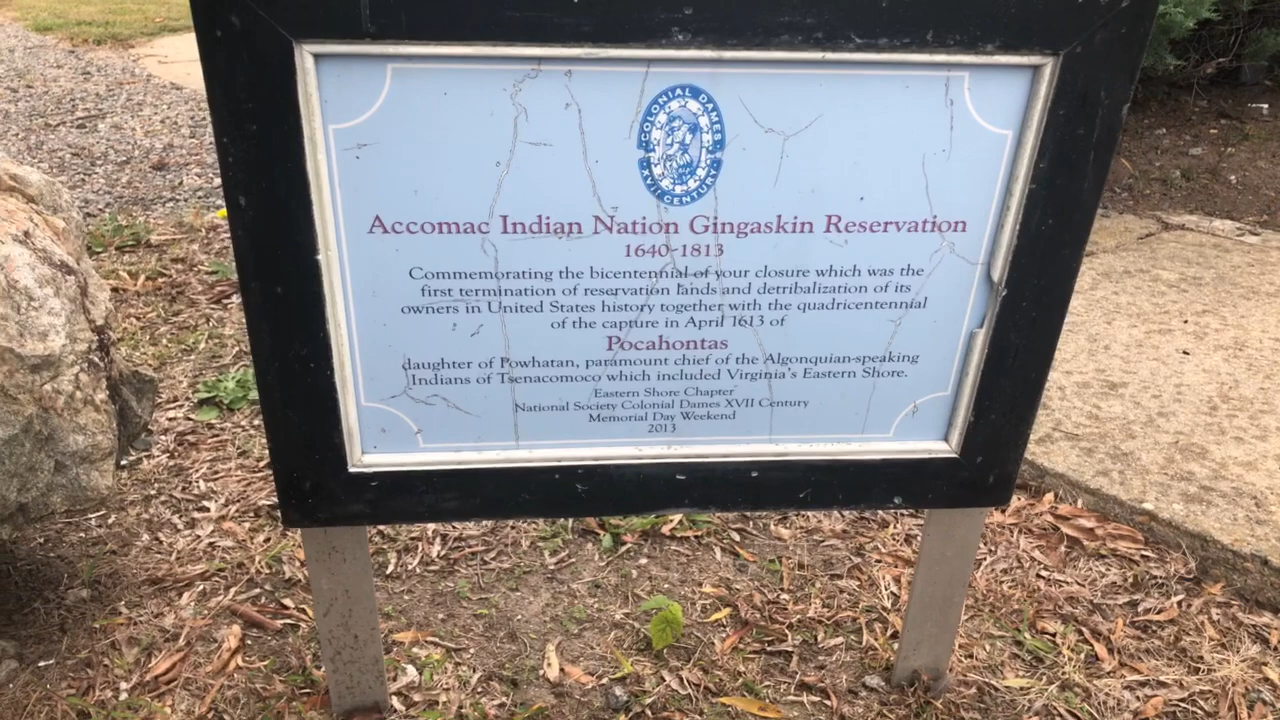 COLONIAL DAMES
XVII CENTURY
Accomac Indian Nation Gingaskin Reservation
1640-1813
Commemorating the bicentennial of your closure which was the
first termination of reservation lands and detribalization of its
owners in United States history together with the quadricentennial
of the capture in April 1613 of
Pocahontas
daughter of Powhatan, paramount chief of the Algonquian-speaking
Indians of Tsenacomoco which included Virginia's Eastern Shore.
Eastern Shore Chapter
National Society Colonial Dames XVII Century
Memorial Day Weekend
2013